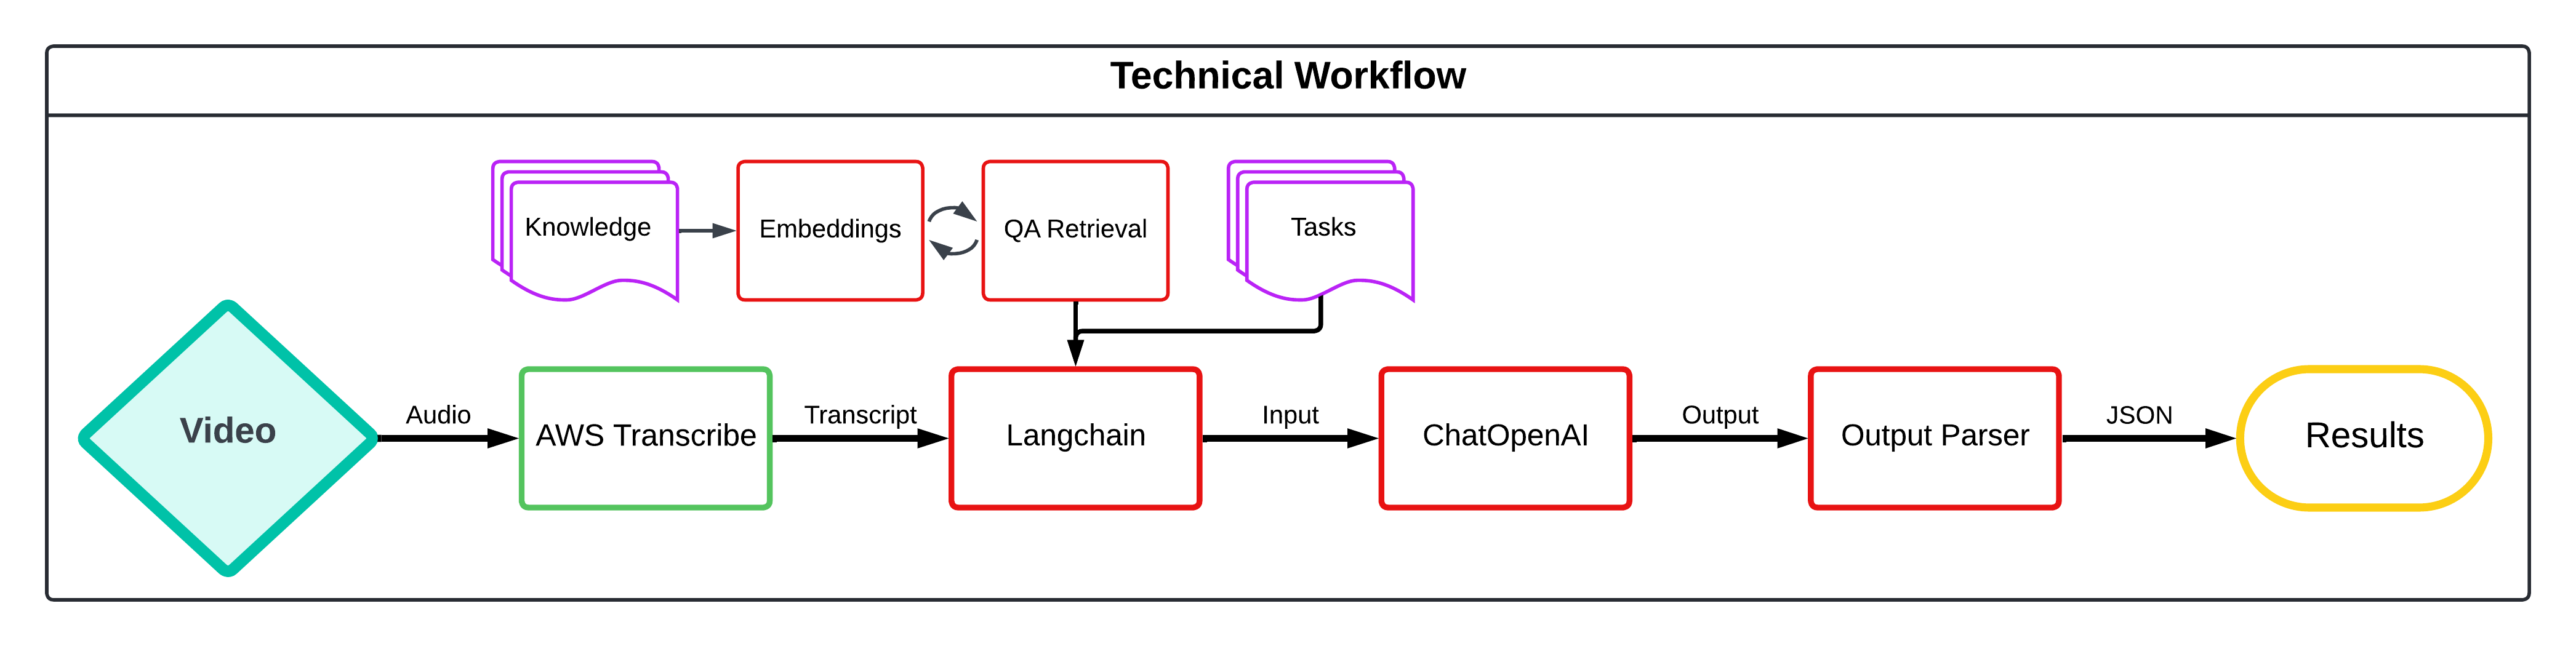 Technical Workflow
Knowledge
Embeddings
QA Retrieval
Tasks
Video
Audio
AWS Transcribe
Transcript
Langchain
Input
ChatOpenAI
Output
Output Parser
JSON
Results